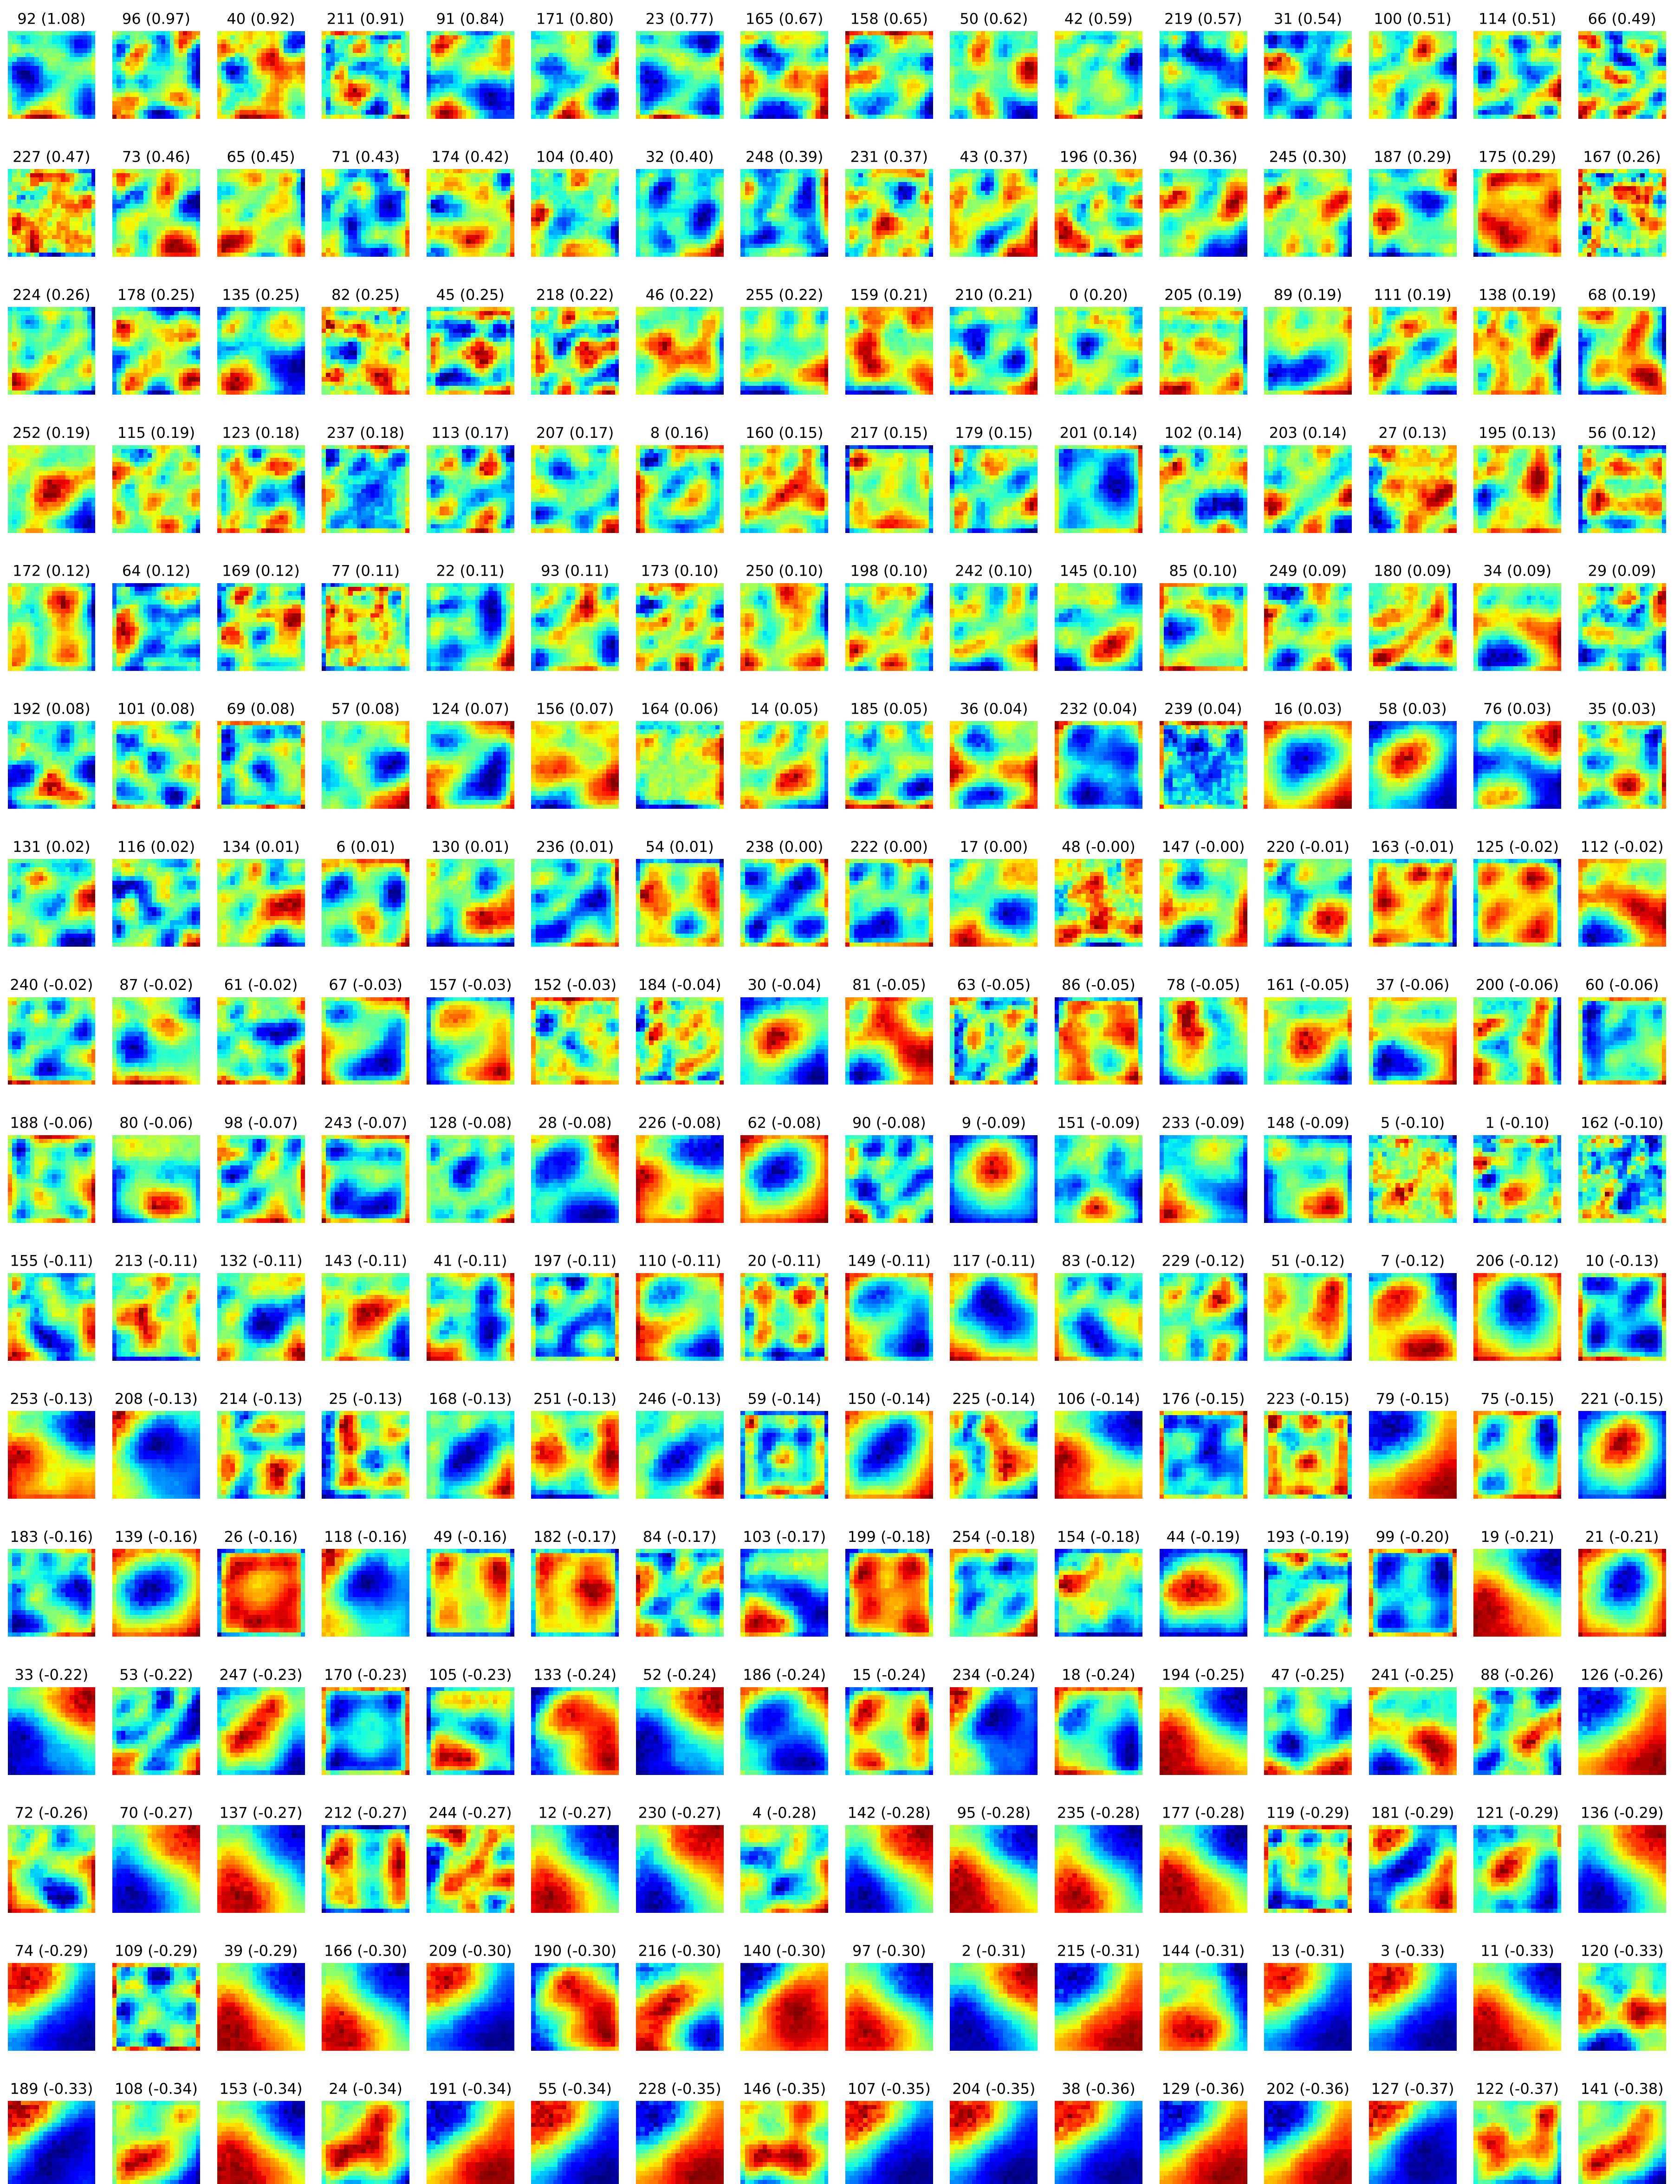 92 (1.08) 96 (0.97) 40 (0.92) 211 (0.91) 91 (0.84) 171 (0.80) 23 (0.77) 165 (0.67) 158 (0.65) 50 (0.62) 42 (0.59) 219 (0.57) 31 (0.54) 100 (0.51) 114 (0.51) 66 (0.49)
227 (0.47) 73 (0.46) 65 (0.45) 71 (0.43) 174 (0.42) 104 (0.40) 32 (0.40) 248 (0.39) 231 (0.37) 43 (0.37) 196 (0.36) 94 (0.36) 245 (0.30) 187 (0.29) 175 (0.29) 167 (0.26)
224 (0.26) 178 (0.25) 135 (0.25) 82 (0.25) 45 (0.25) 218 (0.22) 46 (0.22) 255 (0.22) 159 (0.21) 210 (0.21) 0 (0.20) 205 (0.19) 89 (0.19) 111 (0.19) 138 (0.19) 68 (0.19)
252 (0.19) 115 (0.19) 123 (0.18) 237 (0.18) 113 (0.17) 207 (0.17) 8 (0.16) 160 (0.15) 217 (0.15) 179 (0.15) 201 (0.14) 102 (0.14) 203 (0.14) 27 (0.13) 195 (0.13) 56 (0.12)
172 (0.12) 64 (0.12) 169 (0.12) 77 (0.11) 22 (0.11) 93 (0.11) 173 (0.10) 250 (0.10) 198 (0.10) 242 (0.10) 145 (0.10) 85 (0.10) 249 (0.09) 180 (0.09) 34 (0.09) 29 (0.09)
192 (0.08) 101 (0.08) 69 (0.08) 57 (0.08) 124 (0.07) 156 (0.07) 164 (0.06) 14 (0.05) 185 (0.05) 36 (0.04) 232 (0.04) 239 (0.04) 16 (0.03) 58 (0.03) 76 (0.03) 35 (0.03)
131 (0.02) 116 (0.02) 134 (0.01) 6 (0.01) 130 (0.01) 236 (0.01) 54 (0.01) 238 (0.00) 222 (0.00) 17 (0.00) 48 (-0.00) 147 (-0.00) 220 (-0.01) 163 (-0.01) 125 (-0.02) 112 (-0.02)
240 (-0.02) 87 (-0.02) 61 (-0.02) 67 (-0.03) 157 (-0.03) 152 (-0.03) 184 (-0.04) 30 (-0.04) 81 (-0.05) 63 (-0.05) 86 (-0.05) 78 (-0.05) 161 (-0.05) 37 (-0.06) 200 (-0.06) 60 (-0.06)
188 (-0.06) 80 (-0.06) 98 (-0.07) 243 (-0.07) 128 (-0.08) 28 (-0.08) 226 (-0.08) 62 (-0.08) 90 (-0.08) 9 (-0.09) 151 (-0.09) 233 (-0.09) 148 (-0.09) 5 (-0.10) 1 (-0.10) 162 (-0.10)
155 (-0.11) 213 (-0.11) 132 (-0.11) 143 (-0.11) 41 (-0.11) 197 (-0.11) 110 (-0.11) 20 (-0.11) 149 (-0.11) 117 (-0.11) 83 (-0.12) 229 (-0.12) 51 (-0.12) 7 (-0.12) 206 (-0.12) 10 (-0.13)
253 (-0.13) 208 (-0.13) 214 (-0.13) 25 (-0.13) 168 (-0.13) 251 (-0.13) 246 (-0.13) 59 (-0.14) 150 (-0.14) 225 (-0.14) 106 (-0.14) 176 (-0.15) 223 (-0.15) 79 (-0.15) 75 (-0.15) 221 (-0.15)
183 (-0.16) 139 (-0.16) 26 (-0.16) 118 (-0.16) 49 (-0.16) 182 (-0.17) 84 (-0.17) 103 (-0.17) 199 (-0.18) 254 (-0.18) 154 (-0.18) 44 (-0.19) 193 (-0.19) 99 (-0.20) 19 (-0.21) 21 (-0.21)
33 (-0.22) 53 (-0.22) 247 (-0.23) 170 (-0.23) 105 (-0.23) 133 (-0.24) 52 (-0.24) 186 (-0.24) 15 (-0.24) 234 (-0.24) 18 (-0.24) 194 (-0.25) 47 (-0.25) 241 (-0.25) 88 (-0.26) 126 (-0.26)
72 (-0.26) 70 (-0.27) 137 (-0.27) 212 (-0.27) 244 (-0.27) 12 (-0.27) 230 (-0.27) 4 (-0.28) 142 (-0.28) 95 (-0.28) 235 (-0.28) 177 (-0.28) 119 (-0.29) 181 (-0.29) 121 (-0.29) 136 (-0.29)
74 (-0.29) 109 (-0.29) 39 (-0.29) 166 (-0.30) 209 (-0.30) 190 (-0.30) 216 (-0.30) 140 (-0.30) 97 (-0.30) 2 (-0.31) 215 (-0.31) 144 (-0.31) 13 (-0.31) 3 (-0.33) 11 (-0.33) 120 (-0.33)
189 (-0.33) 108 (-0.34) 153 (-0.34) 24 (-0.34) 191 (-0.34) 55 (-0.34) 228 (-0.35) 146 (-0.35) 107 (-0.35) 204 (-0.35) 38 (-0.36) 129 (-0.36) 202 (-0.36) 127 (-0.37) 122 (-0.37) 141 (-0.38)